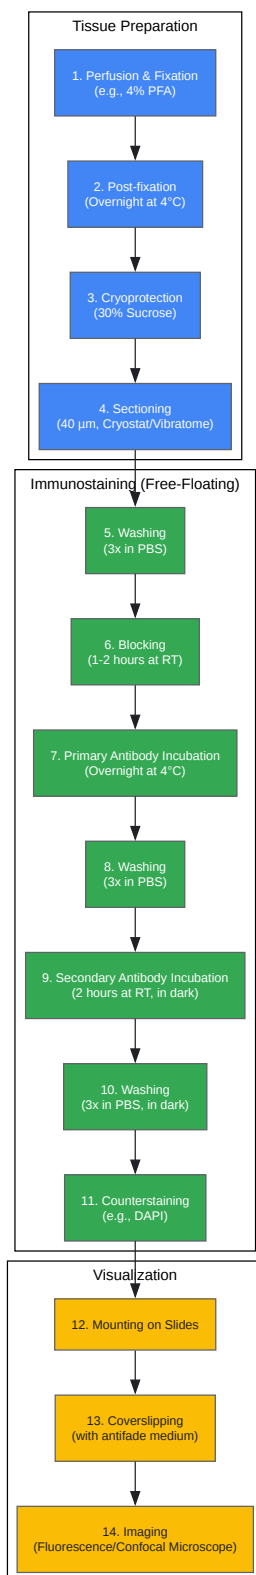 Tissue Preparation
1. Perfusion & Fixation
(e.g., 4% PFA)
2. Post-fixation
(Overnight at 4°C)
3. Cryoprotection
(30% Sucrose)
4. Sectioning
(40 µm, Cryostat/Vibratome)
Immunostaining (Free-Floating)
5. Washing
(3x in PBS)
6. Blocking
(1-2 hours at RT)
7. Primary Antibody Incubation
(Overnight at 4°C)
8. Washing
(3x in PBS)
9. Secondary Antibody Incubation
(2 hours at RT, in dark)
10. Washing
(3x in PBS, in dark)
11. Counterstaining
(e.g., DAPI)
Visualization
12. Mounting on Slides
13. Coverslipping
(with antifade medium)
14. Imaging
(Fluorescence/Confocal Microscope)